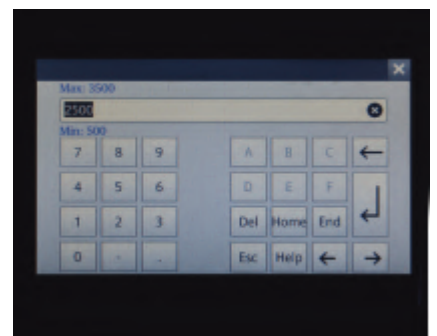 Max: 3500
2500
Min: 500
7 8 9 A B C ←
4 5 6 D E F
1 2 3 Del Home End ↵
0 - . Esc Help ← →